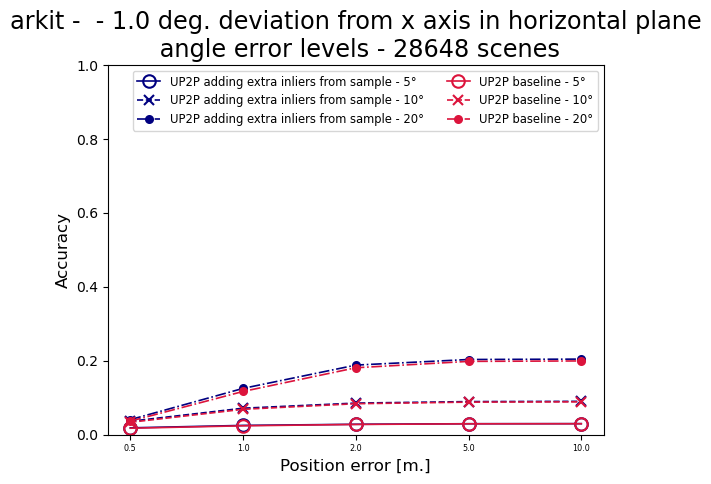 arkit -  - 1.0 deg. deviation from x axis in horizontal plane
angle error levels - 28648 scenes
UP2P adding extra inliers from sample - 5°
UP2P adding extra inliers from sample - 10°
UP2P adding extra inliers from sample - 20°
UP2P baseline - 5°
UP2P baseline - 10°
UP2P baseline - 20°
Accuracy
1.0
0.8
0.6
0.4
0.2
0.0
0.5 1.0 2.0 5.0 10.0
Position error [m.]